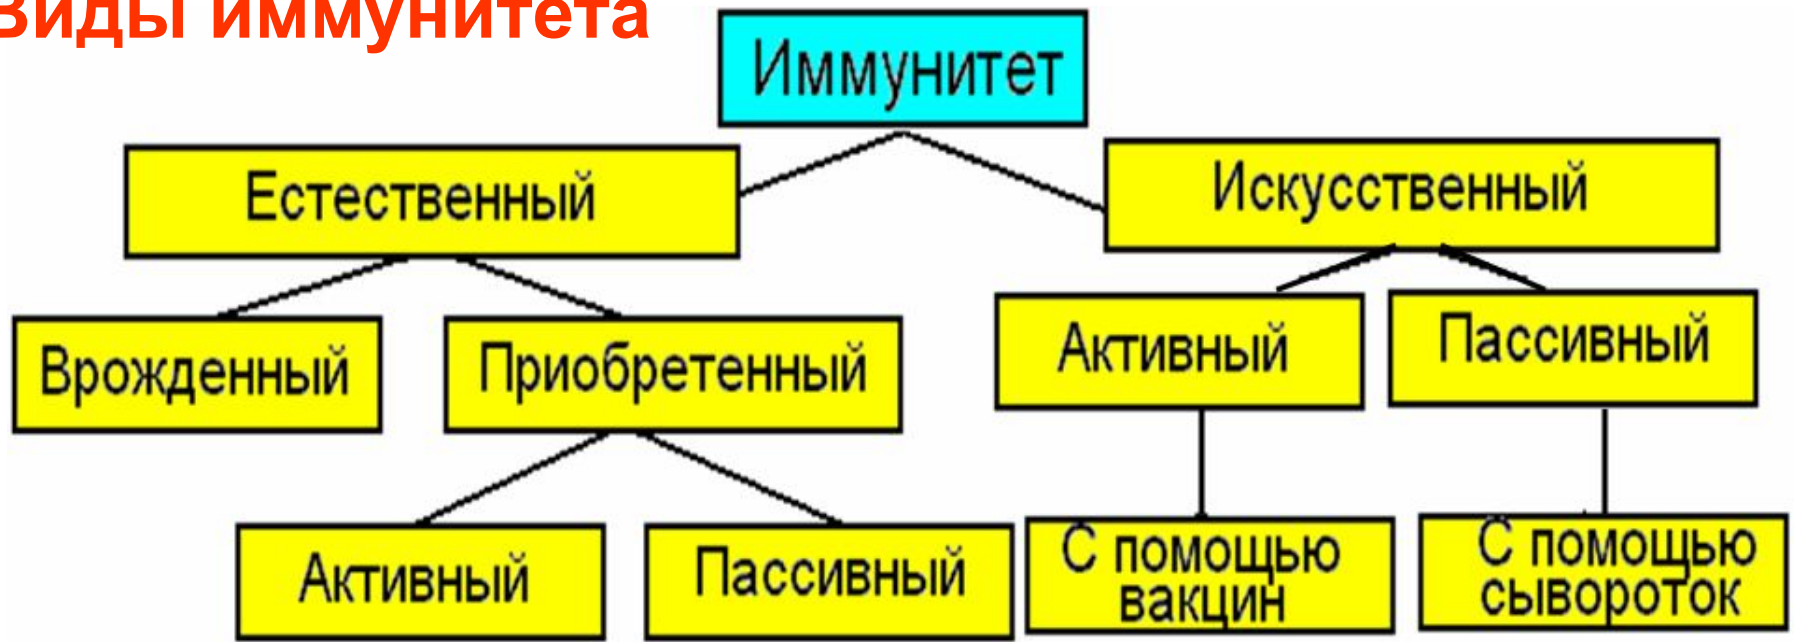 Виды иммунитета
Иммунитет
Естественный
Искусственный
Врожденный
Приобретенный
Активный
Пассивный
Активный
Пассивный
С помощью
вакцин
С помощью
сывороток